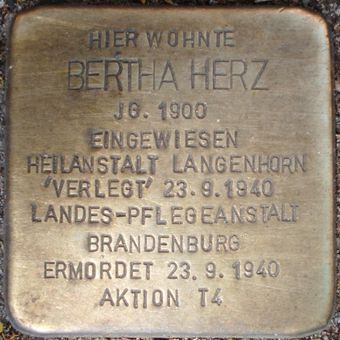 HIER WOHNTE
BERTHA HERZ
JG. 1900
EINGEWIESEN
HEILANSTALT LANGENHORN
'VERLEGT' 23.9.1940
LANDES-PFLEGEANSTALT
BRANDENBURG
ERMORDET 23.9.1940
AKTION T4